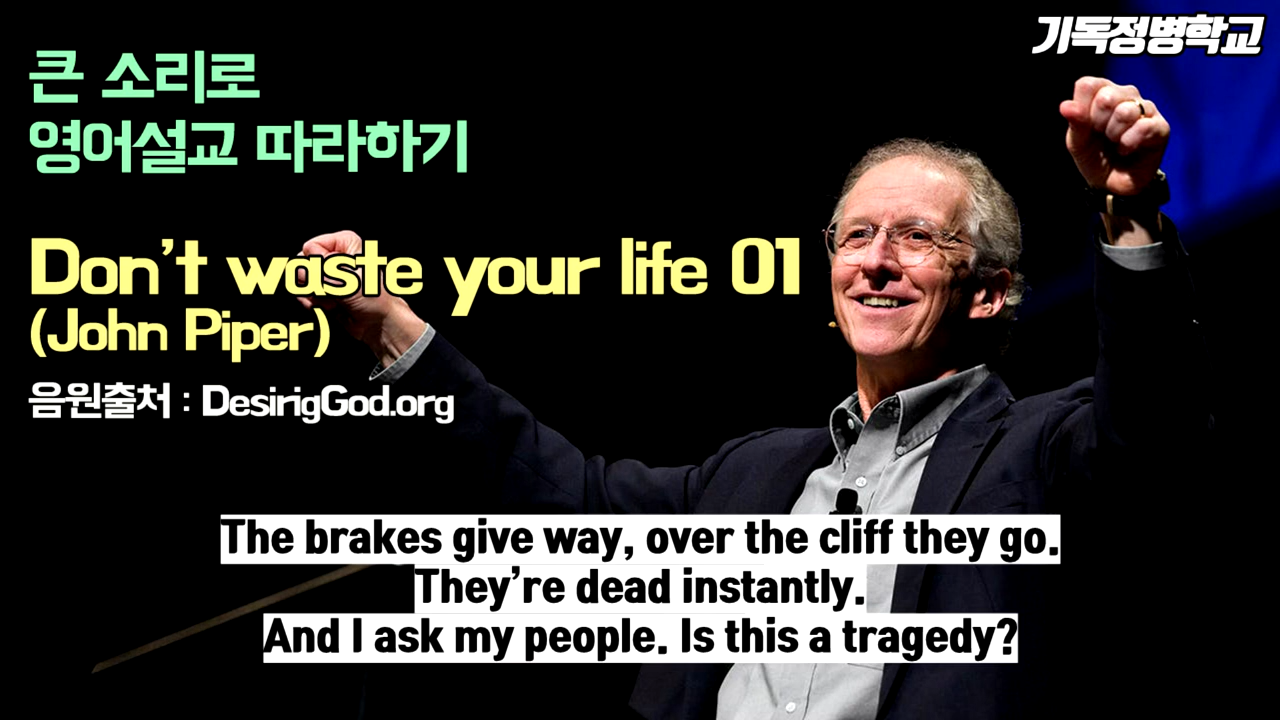 기독정병학교
큰 소리로
영어설교 따라하기
Don't waste your life 01
(John Piper)
음원출처 : DesirigGod.org
The brakes give way, over the cliff they go.
They're dead instantly.
And I ask my people. Is this a tragedy?